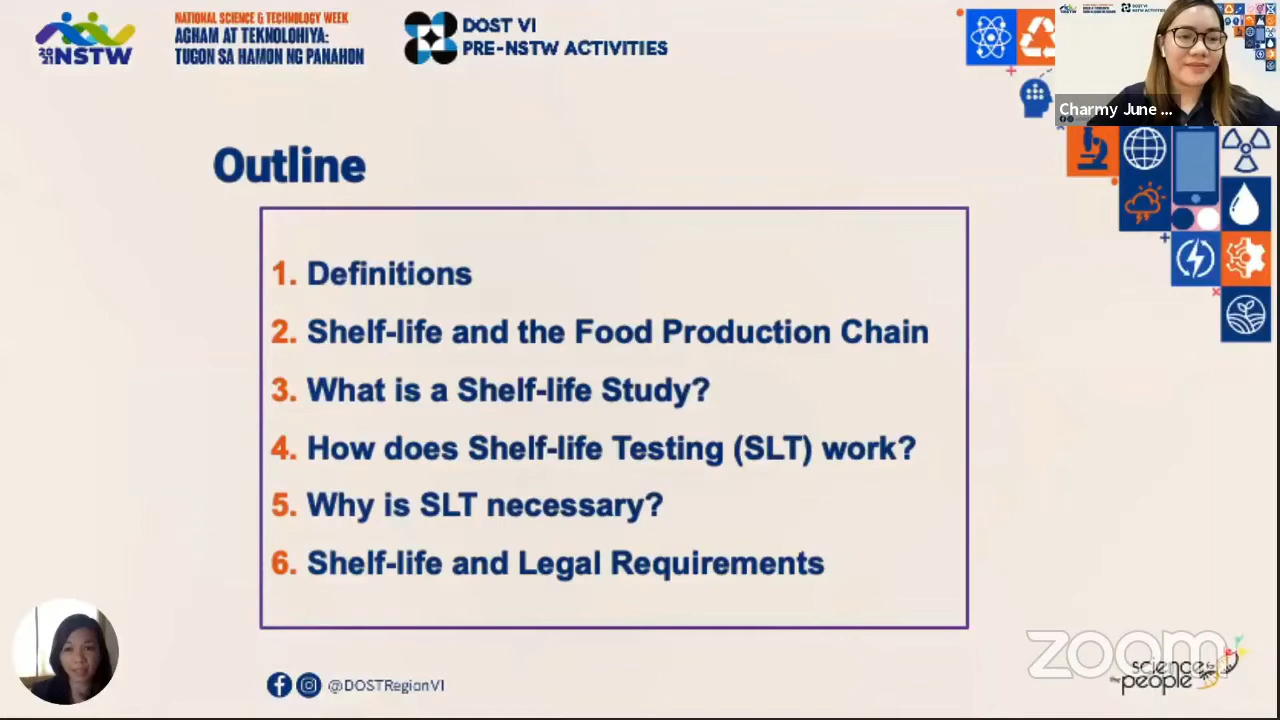 2021
NSTW
NATIONAL SCIENCE & TECHNOLOGY WEEK
AGHAM AT TEKNOLOHIYA:
TUGON SA HAMON NG PANAHON
DOST VI
PRE-NSTW ACTIVITIES
Charmy June ...
Outline
1. Definitions
2. Shelf-life and the Food Production Chain
3. What is a Shelf-life Study?
4. How does Shelf-life Testing (SLT) work?
5. Why is SLT necessary?
6. Shelf-life and Legal Requirements
@DOSTRegionVI
zoom
science
for the people